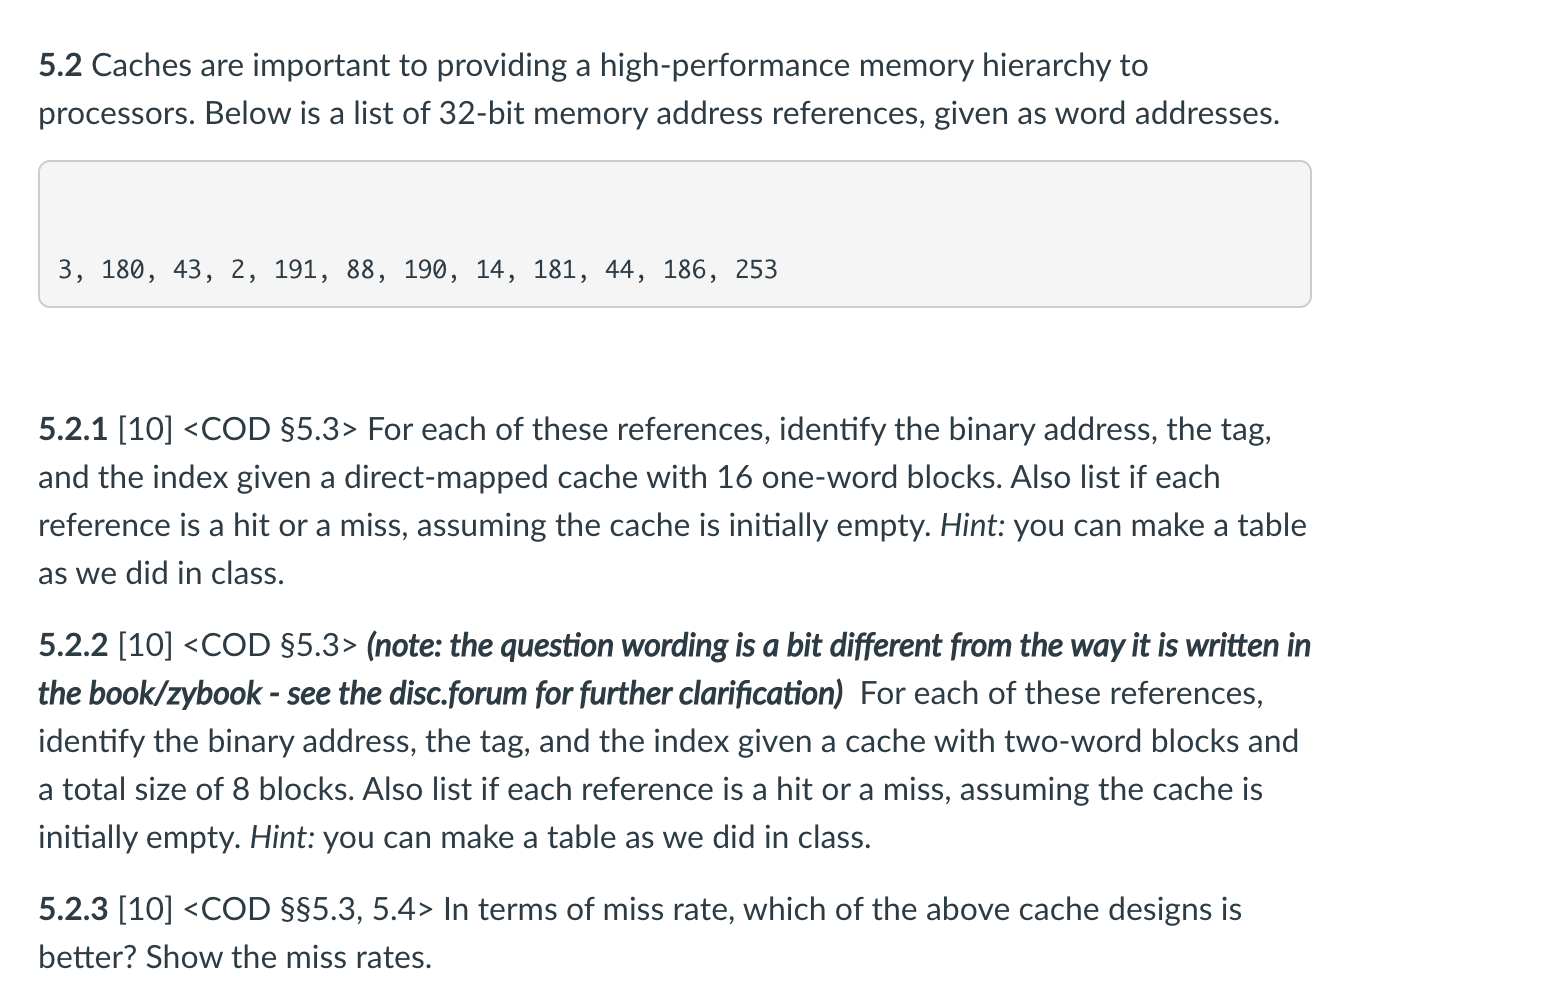 5.2 Caches are important to providing a high-performance memory hierarchy to
processors. Below is a list of 32-bit memory address references, given as word addresses.
3, 180, 43, 2, 191, 88, 190, 14, 181, 44, 186, 253
5.2.1 [10] <COD §5.3> For each of these references, identify the binary address, the tag,
and the index given a direct-mapped cache with 16 one-word blocks. Also list if each
reference is a hit or a miss, assuming the cache is initially empty. Hint: you can make a table
as we did in class.
5.2.2 [10] <COD §5.3> (note: the question wording is a bit different from the way it is written in
the book/zybook - see the disc.forum for further clarification)  For each of these references,
identify the binary address, the tag, and the index given a cache with two-word blocks and
a total size of 8 blocks. Also list if each reference is a hit or a miss, assuming the cache is
initially empty. Hint: you can make a table as we did in class.
5.2.3 [10] <COD §§5.3, 5.4> In terms of miss rate, which of the above cache designs is
better? Show the miss rates.